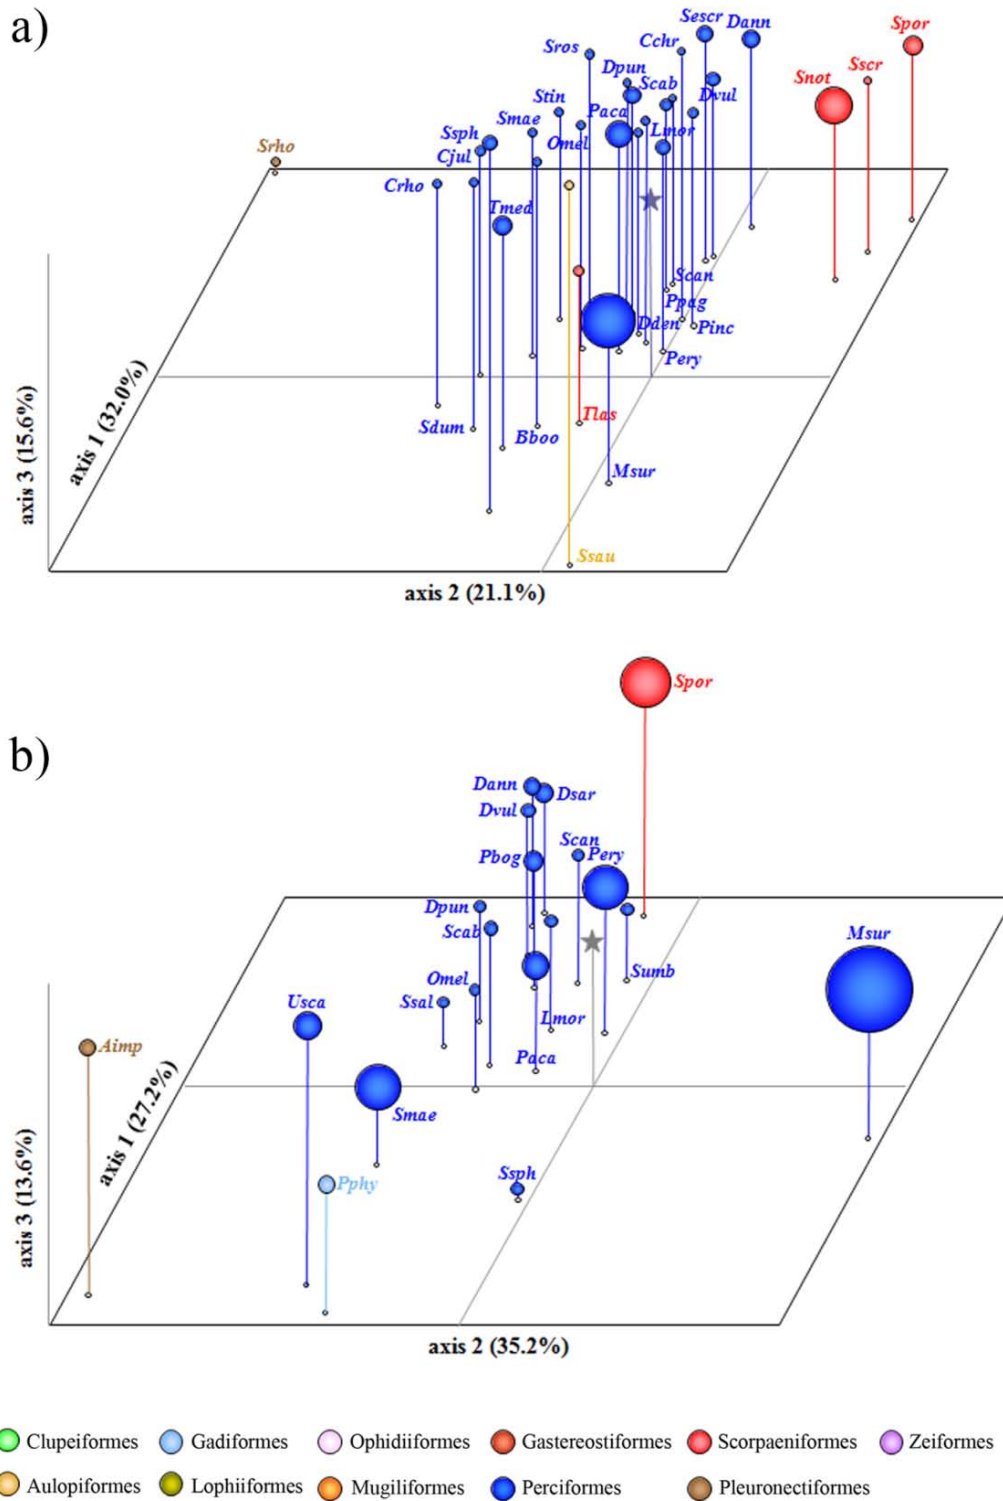 a)
Sescr Dann
Spor
Sros
Cchr
Sscr
Dpun
Snot
Scab
Stin
Dvul
Paca
Smae
Lmor
Ssph
Omel
Srho
Cjul
Crho
Tmed
Scan
Ppag
Dden
Pinc
Pery
Tlas
Sdum
Bboo
Msur
Ssau
axis 1 (32.0%)
axis 3 (15.6%)
axis 2 (21.1%)
Spor
b)
Dann
Dsar
Dvul
Scan
Pbog
Pery
Dpun
Scab
Msur
Omel
Sumb
Ssal
Usca
Lmor
Aimp
Paca
Smae
Ssph
Pphy
axis 1 (27.2%)
axis 3 (13.6%)
axis 2 (35.2%)
Clupeiformes Gadiformes Ophidiiformes Gastereostiformes Scorpaeniformes Zeiformes
Aulopiformes Lophiiformes Mugiliformes Perciformes Pleuronectiformes